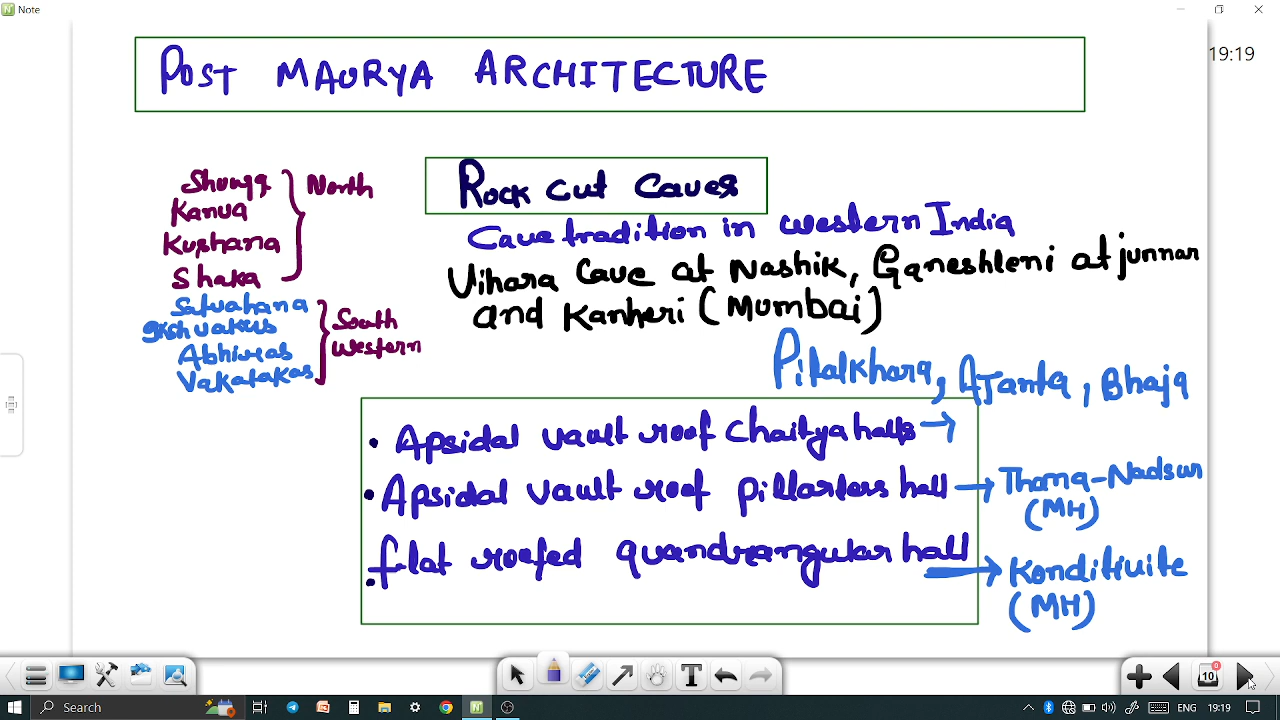 Note
19:19
POST MAURYA ARCHITECTURE
Shunga
Kanva
Kushana
Shaka
North
Satvahana
Abhiras
Vakatakas
South
Western
Rock cut caves
Cave tradition in western India
Vihara cave at Nashik, Ganeshleni at junnar
and Kanheri (Mumbai)
Pitalkhara, Ajanta, Bhaja
• Apsidal vault roof Chaitya halls →
• Apsidal vault roof pillarless hall → Thana-Nadsur
(MH)
• flat roofed quandrangular hall → Konditivite
(MH)
10
Search
ENG 19:19